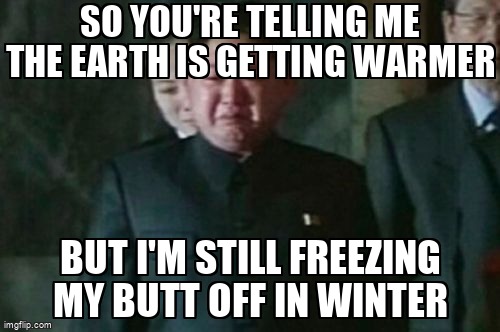 SO YOU'RE TELLING ME
THE EARTH IS GETTING WARMER
BUT I'M STILL FREEZING
MY BUTT OFF IN WINTER
imgflip.com